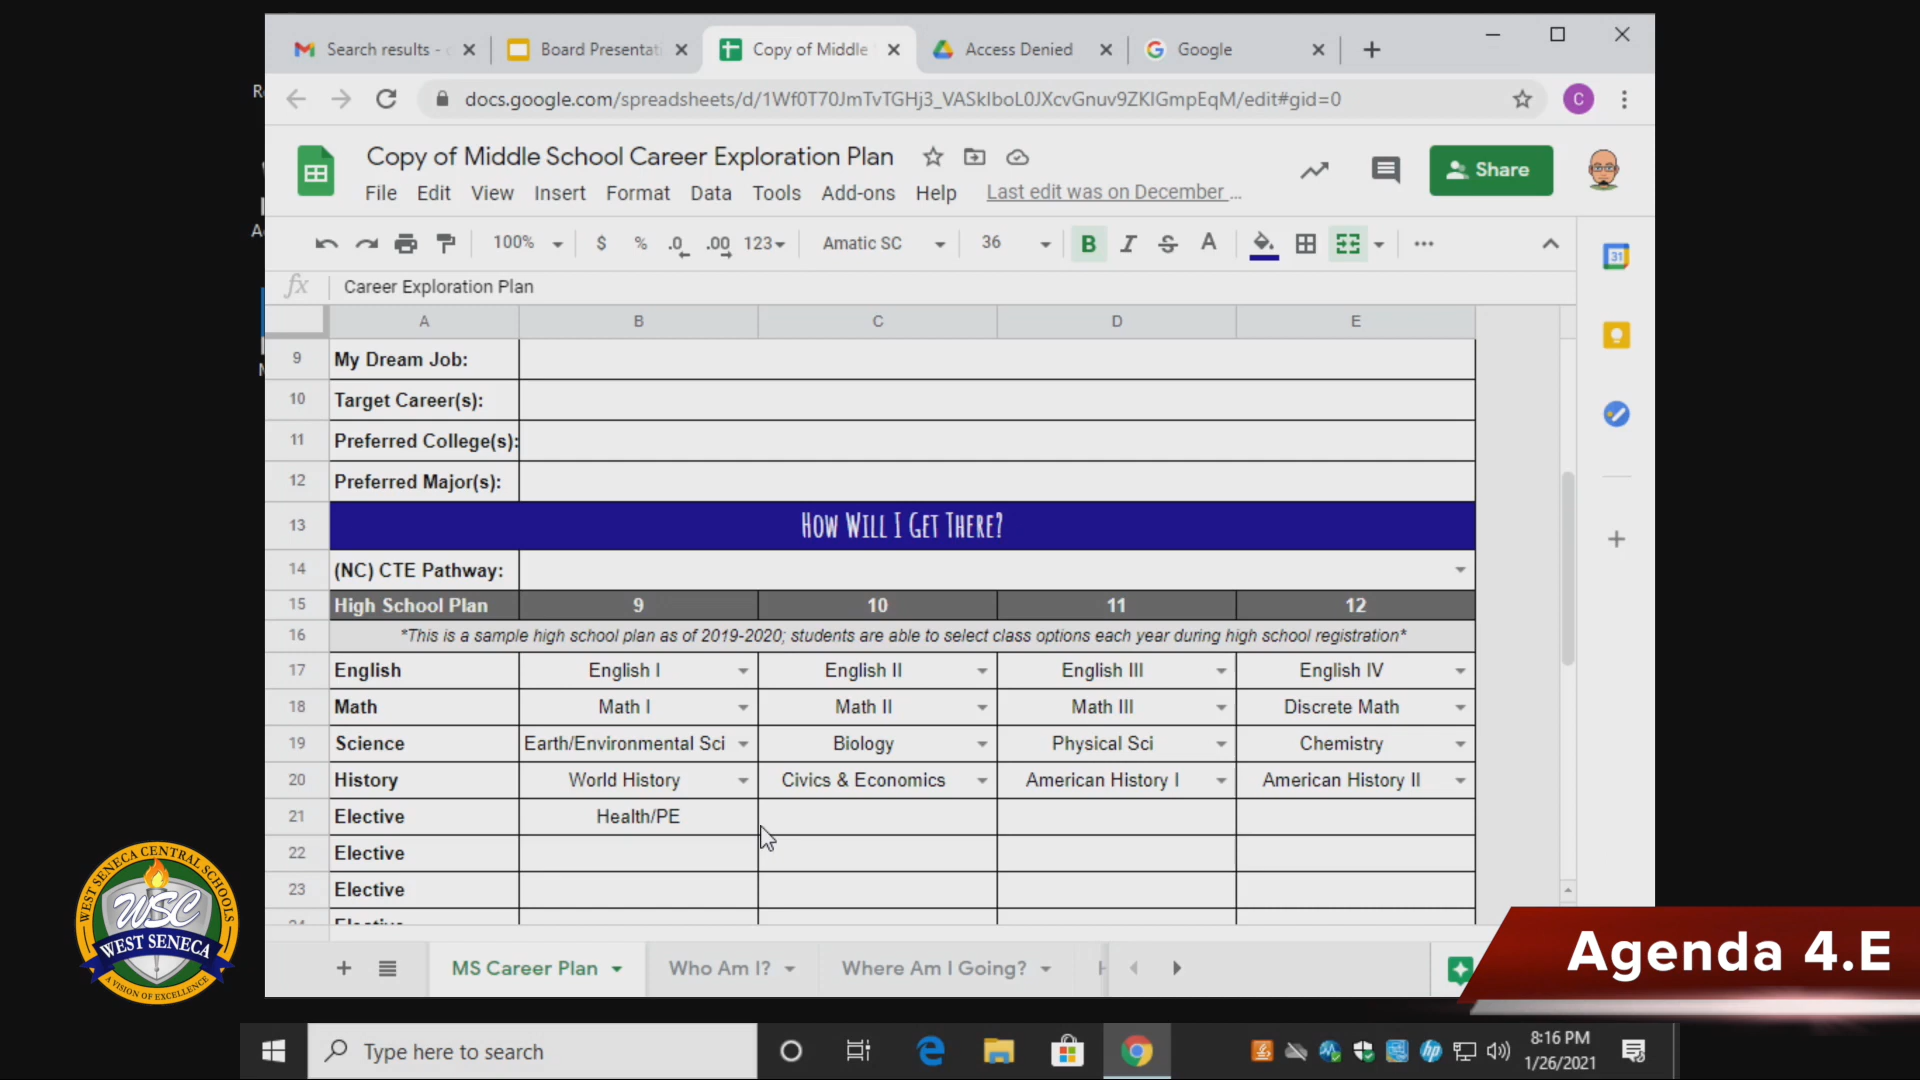 Search results -
Board Presentati
Copy of Middle
Access Denied
Google
docs.google.com/spreadsheets/d/1Wf0T70JmTvTGHj3_VASkIboL0JXcvGnuv9ZKlGmpEqM/edit#gid=0
C
Copy of Middle School Career Exploration Plan
File Edit View Insert Format Data Tools Add-ons Help Last edit was on December ...
Share
100% $ % .0 .00 123 Amatic SC 36 B I S A
31
fx Career Exploration Plan
A B C D E
9 My Dream Job:
10 Target Career(s):
11 Preferred College(s):
12 Preferred Major(s):
13 How Will I Get There?
14 (NC) CTE Pathway:
15 High School Plan 9 10 11 12
16 *This is a sample high school plan as of 2019-2020; students are able to select class options each year during high school registration*
17 English English I English II English III English IV
18 Math Math I Math II Math III Discrete Math
19 Science Earth/Environmental Sci Biology Physical Sci Chemistry
20 History World History Civics & Economics American History I American History II
21 Elective Health/PE
22 Elective
23 Elective
24 Elective
MS Career Plan Who Am I? Where Am I Going?
WEST SENECA CENTRAL SCHOOLS
WSC
WEST SENECA
A VISION OF EXCELLENCE
Agenda 4.E
Type here to search
hp
8:16 PM
1/26/2021